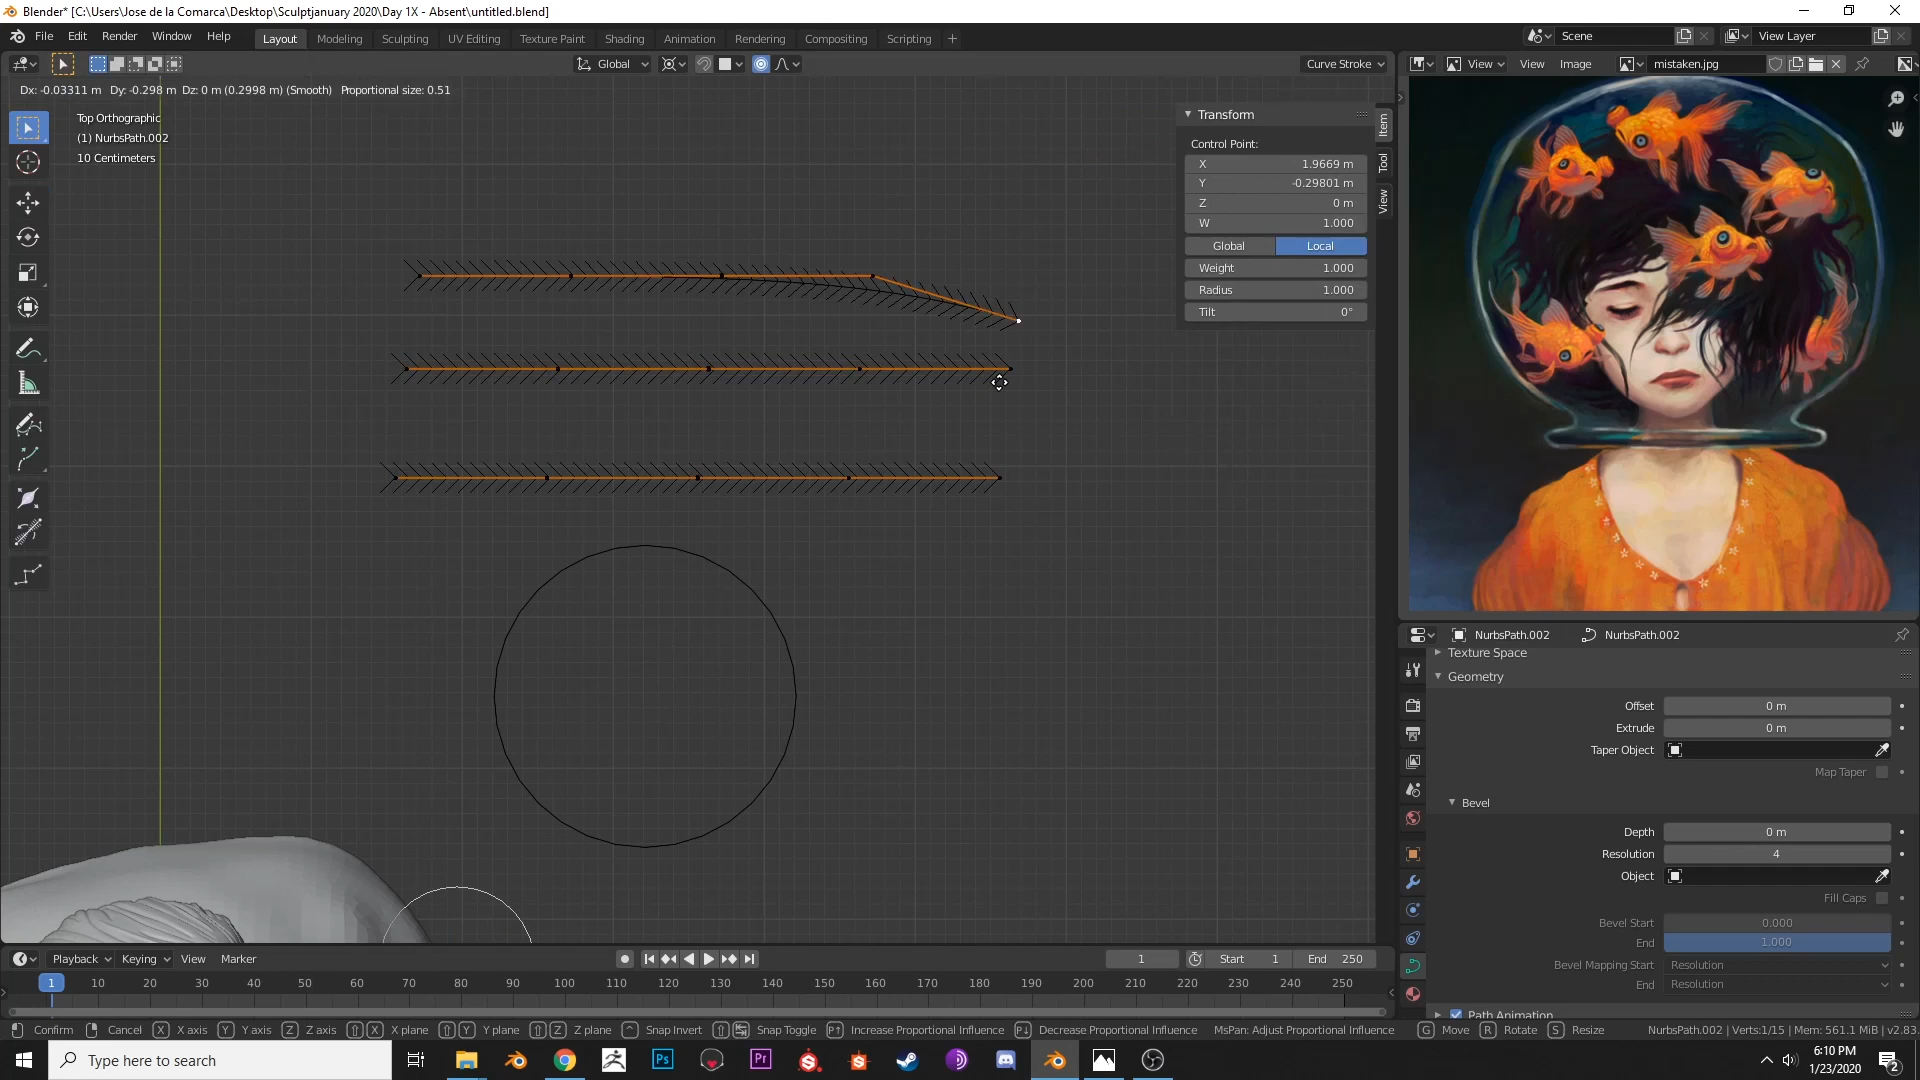 Blender* [C:\Users\Jose de la Comarca\Desktop\Sculptjanuary 2020\Day 1X - Absent\untitled.blend]
File Edit Render Window Help Layout Modeling Sculpting UV Editing Texture Paint Shading Animation Rendering Compositing Scripting + Scene View Layer
Global Curve Stroke View View Image mistaken.jpg
Dx: -0.03311 m Dy: -0.298 m Dz: 0 m (0.2998 m) (Smooth) Proportional size: 0.51
Top Orthographic
(1) NurbsPath.002
10 Centimeters
Transform
Control Point:
X 1.9669 m
Y -0.29801 m
Z 0 m
W 1.000
Global Local
Weight 1.000
Radius 1.000
Tilt 0°
Item
Tool
View
NurbsPath.002 NurbsPath.002
Texture Space
Geometry
Offset 0 m
Extrude 0 m
Taper Object
Map Taper
Bevel
Depth 0 m
Resolution 4
Object
Fill Caps
Bevel Start 0.000
End 1.000
Bevel Mapping Start Resolution
End Resolution
Path Animation
Playback Keying View Marker 1 Start 1 End 250
1 10 20 30 40 50 60 70 80 90 100 110 120 130 140 150 160 170 180 190 200 210 220 230 240 250
Confirm Cancel X X axis Y Y axis Z Z axis X X plane Y Y plane Z Z plane Snap Invert Snap Toggle Increase Proportional Influence Decrease Proportional Influence MsPan: Adjust Proportional Influence G Move R Rotate S Resize NurbsPath.002 | Verts:1/15 | Mem: 561.1 MiB | v2.83.
Type here to search
Ps
Pr
6:10 PM
1/23/2020
2